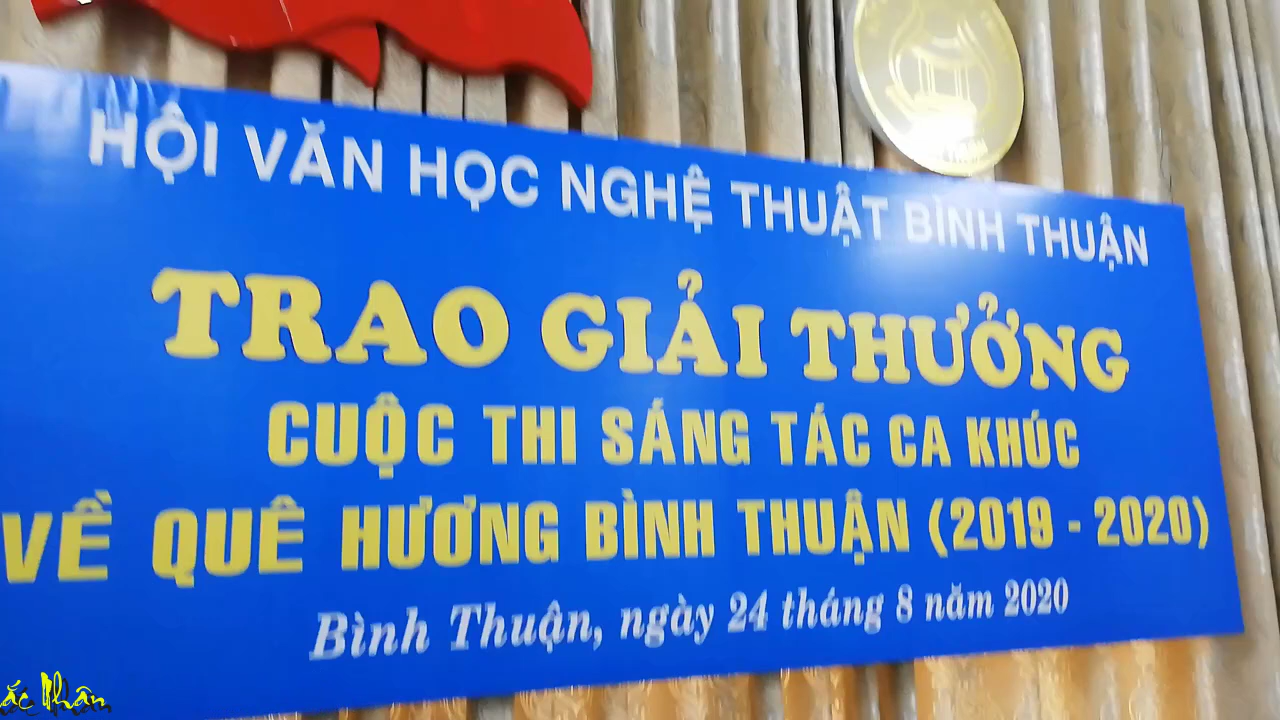 HỘI VĂN HỌC NGHỆ THUẬT BÌNH THUẬN
TRAO GIẢI THƯỞNG
CUỘC THI SÁNG TÁC CA KHÚC
VỀ QUÊ HƯƠNG BÌNH THUẬN (2019 - 2020)
Bình Thuận, ngày 24 tháng 8 năm 2020
Nhân